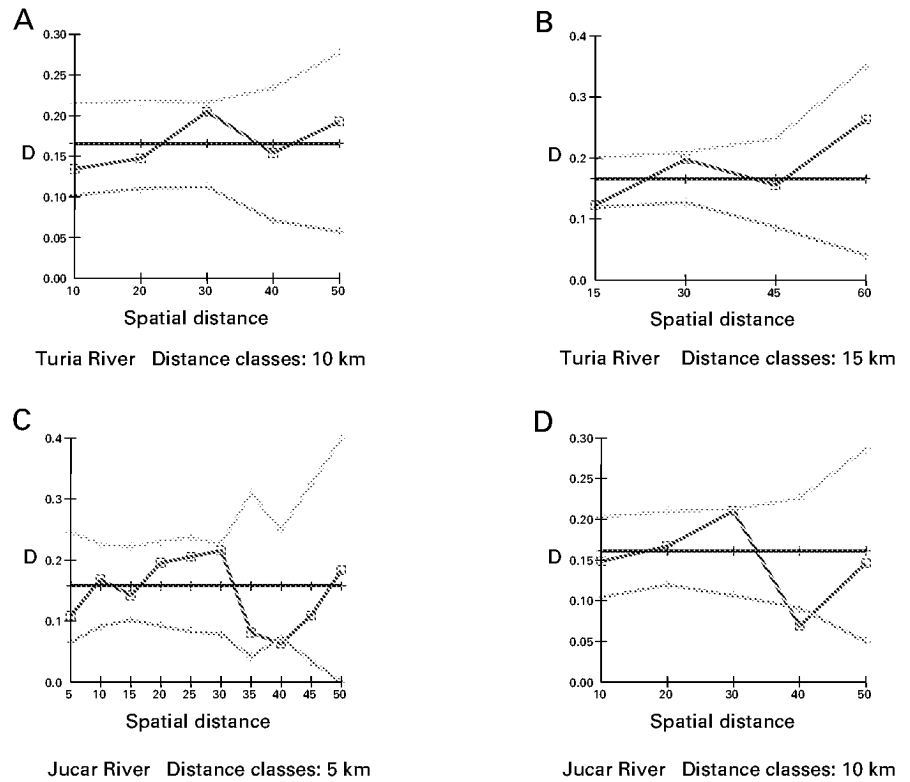 A
0.30
0.25
0.20
0.15
0.10
0.05
0.00
D
10 20 30 40 50
Spatial distance
Turia River Distance classes: 10 km
B
0.4
0.3
0.2
0.1
0.0
D
15 30 45 60
Spatial distance
Turia River Distance classes: 15 km
C
0.4
0.3
0.2
0.1
0.0
D
5 10 15 20 25 30 35 40 45 50
Spatial distance
Jucar River Distance classes: 5 km
D
0.30
0.25
0.20
0.15
0.10
0.05
0.00
D
10 20 30 40 50
Spatial distance
Jucar River Distance classes: 10 km